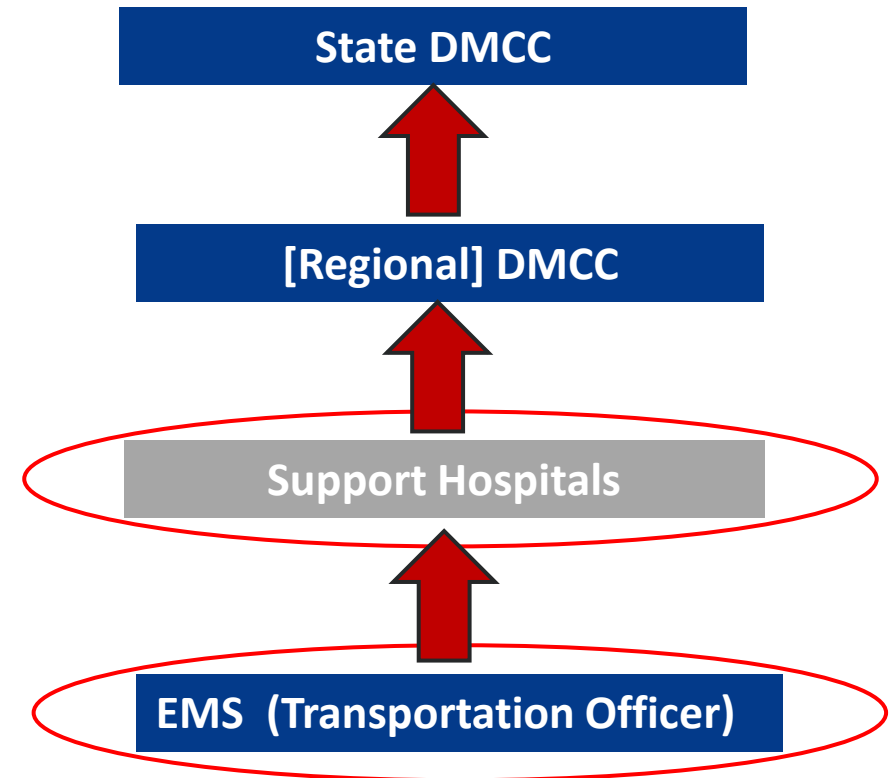 State DMCC
[Regional] DMCC
Support Hospitals
EMS (Transportation Officer)